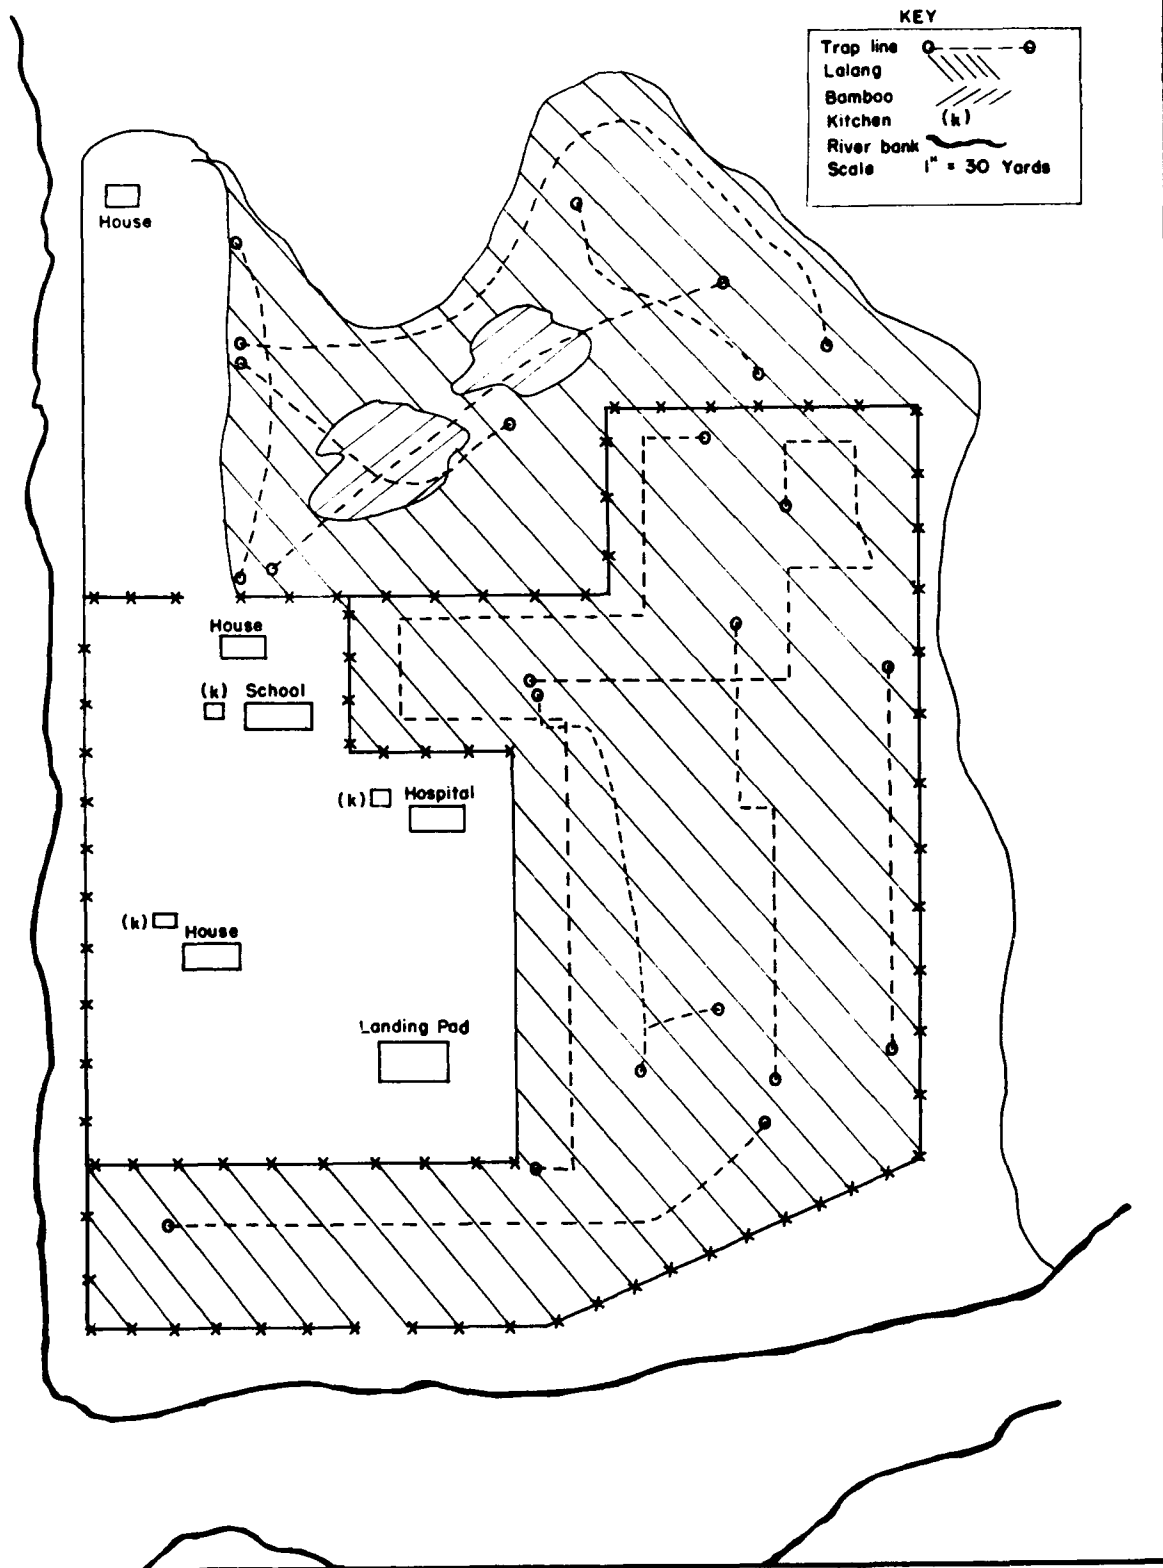 KEY
Trap line
Lalang
Bamboo
Kitchen (k)
River bank
Scale 1" = 30 Yards
House
House
(k) School
(k) Hospital
(k) House
Landing Pad